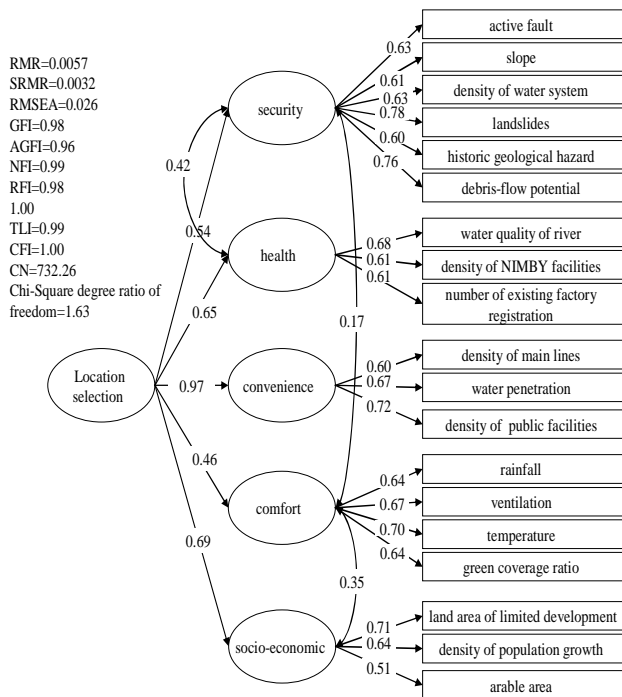 RMR=0.0057
SRMR=0.0032
RMSEA=0.026
GFI=0.98
AGFI=0.96
NFI=0.99
RFI=0.98
1.00
TLI=0.99
CFI=1.00
CN=732.26
Chi-Square degree ratio of
freedom=1.63
Location
selection
0.54
0.65
0.97
0.46
0.69
0.42
0.17
0.35
security
0.63
0.61
0.63
0.78
0.60
0.76
active fault
slope
density of water system
landslides
historic geological hazard
debris-flow potential
health
0.68
0.61
0.61
water quality of river
density of NIMBY facilities
number of existing factory
registration
convenience
0.60
0.67
0.72
density of main lines
water penetration
density of public facilities
comfort
0.64
0.67
0.70
0.64
rainfall
ventilation
temperature
green coverage ratio
socio-economic
0.71
0.64
0.51
land area of limited development
density of population growth
arable area